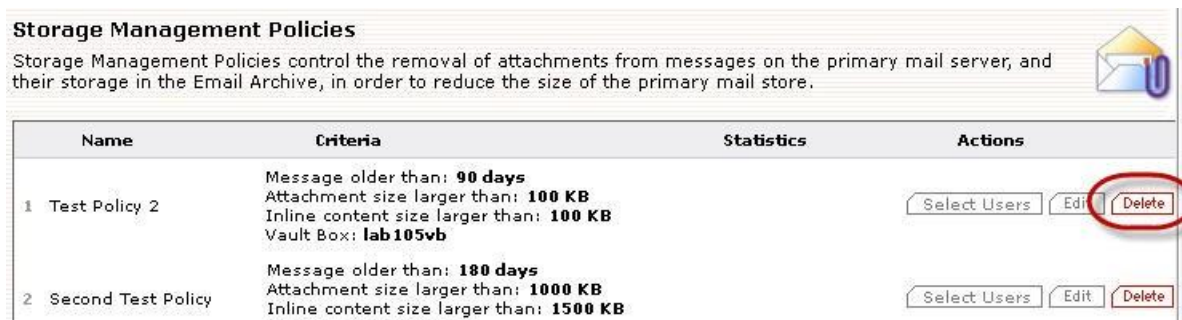 Storage Management Policies
Storage Management Policies control the removal of attachments from messages on the primary mail server, and
their storage in the Email Archive, in order to reduce the size of the primary mail store.
Name Criteria Statistics Actions
1 Test Policy 2
Message older than: 90 days
Attachment size larger than: 100 KB
Inline content size larger than: 100 KB
Vault Box: lab105vb
Select Users Edit Delete
2 Second Test Policy
Message older than: 180 days
Attachment size larger than: 1000 KB
Inline content size larger than: 1500 KB
Select Users Edit Delete